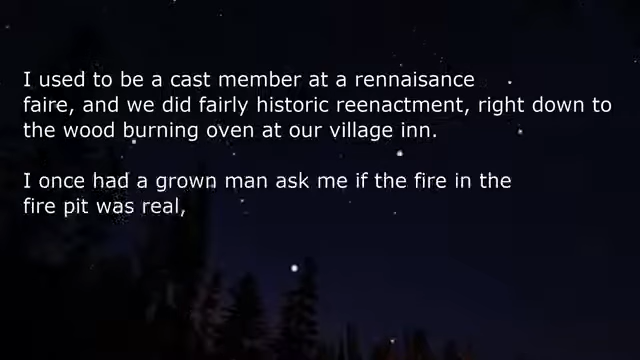 I used to be a cast member at a rennaisance
faire, and we did fairly historic reenactment, right down to
the wood burning oven at our village inn.
I once had a grown man ask me if the fire in the
fire pit was real,